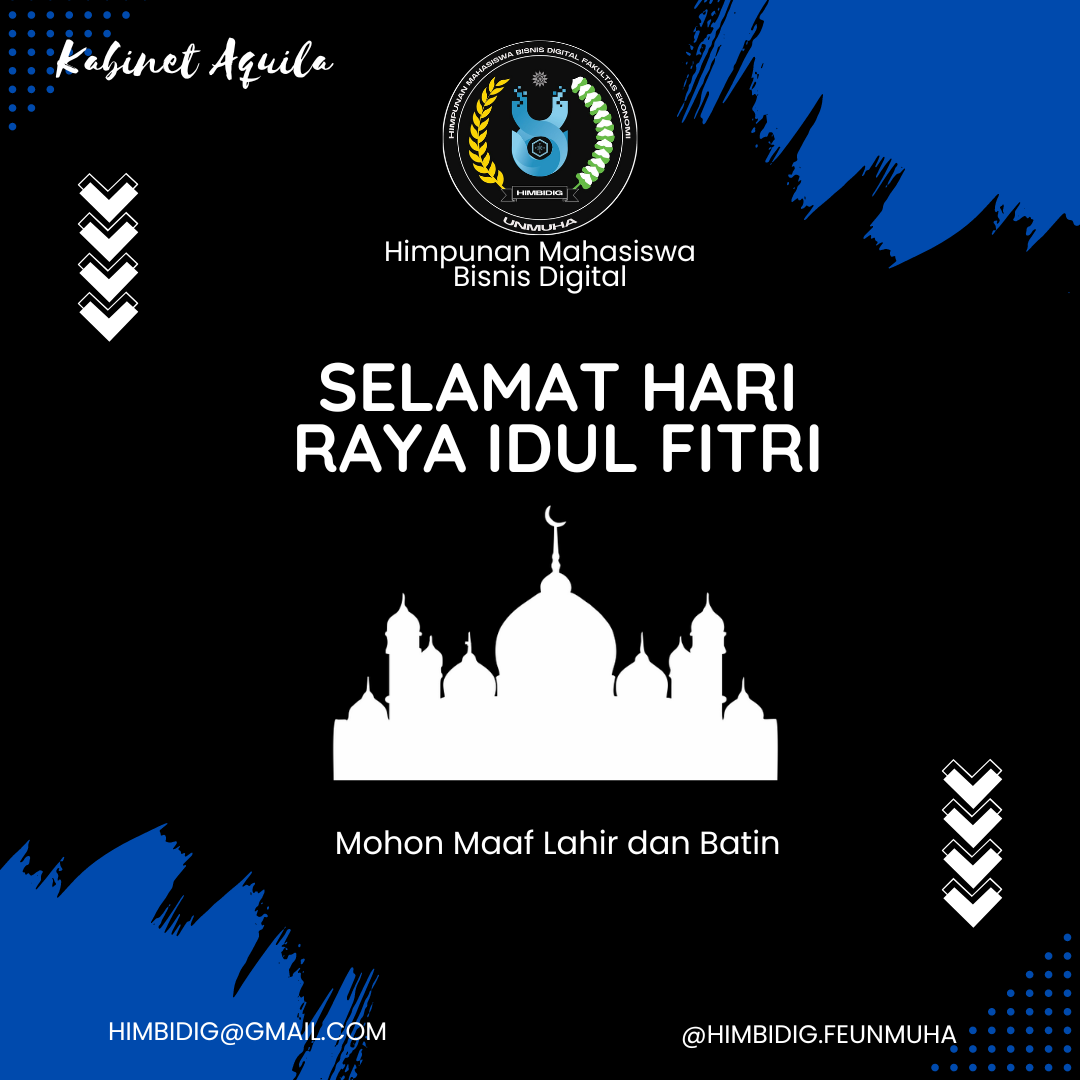 Kabinet Aquila
HIMPUNAN MAHASISWA BISNIS DIGITAL FAKULTAS EKONOMI
HIMBIDIG
UNMUHA
Himpunan Mahasiswa
Bisnis Digital
SELAMAT HARI
RAYA IDUL FITRI
Mohon Maaf Lahir dan Batin
HIMBIDIG@GMAIL.COM
@HIMBIDIG.FEUNMUHA